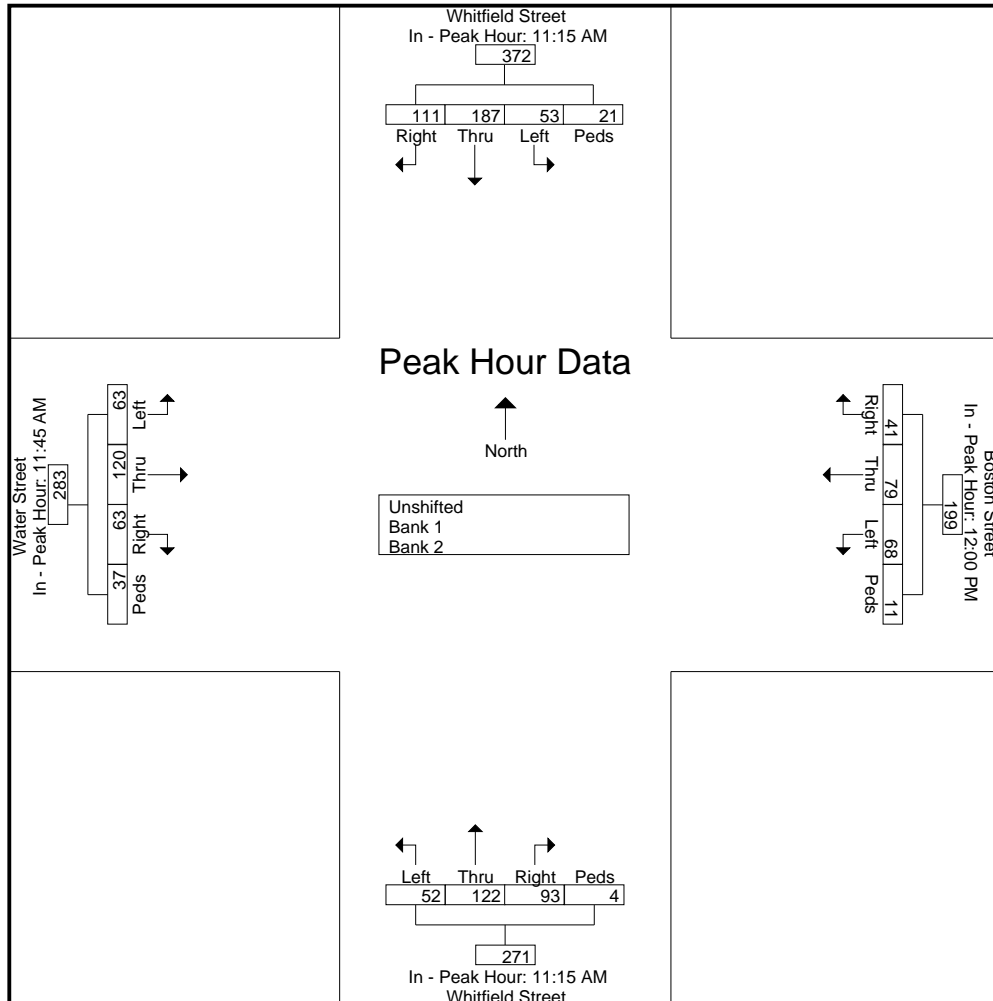 Whitfield Street
In - Peak Hour: 11:15 AM
372
111 187 53 21
Right Thru Left Peds
Peak Hour Data
North
Unshifted
Bank 1
Bank 2
Water Street
In - Peak Hour: 11:45 AM
283
63 120 63 37
Left Thru Right Peds
Boston Street
In - Peak Hour: 12:00 PM
199
41 79 68 11
Right Thru Left Peds
Left Thru Right Peds
52 122 93 4
271
In - Peak Hour: 11:15 AM
Whitfield Street